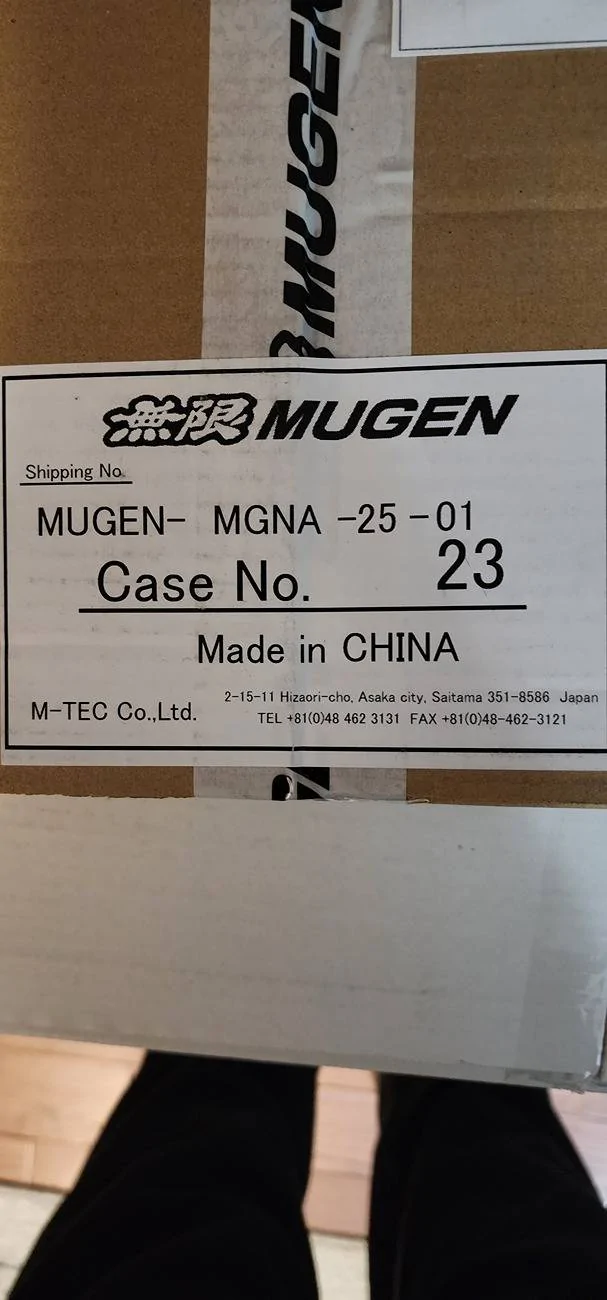 MUGEN
無限 MUGEN
Shipping No
MUGEN- MGNA -25 -01
Case No. 23
Made in CHINA
M-TEC Co.,Ltd.
2-15-11 Hizaori-cho, Asaka city, Saitama 351-8586 Japan
TEL +81(0)48 462 3131 FAX +81(0)48-462-3121